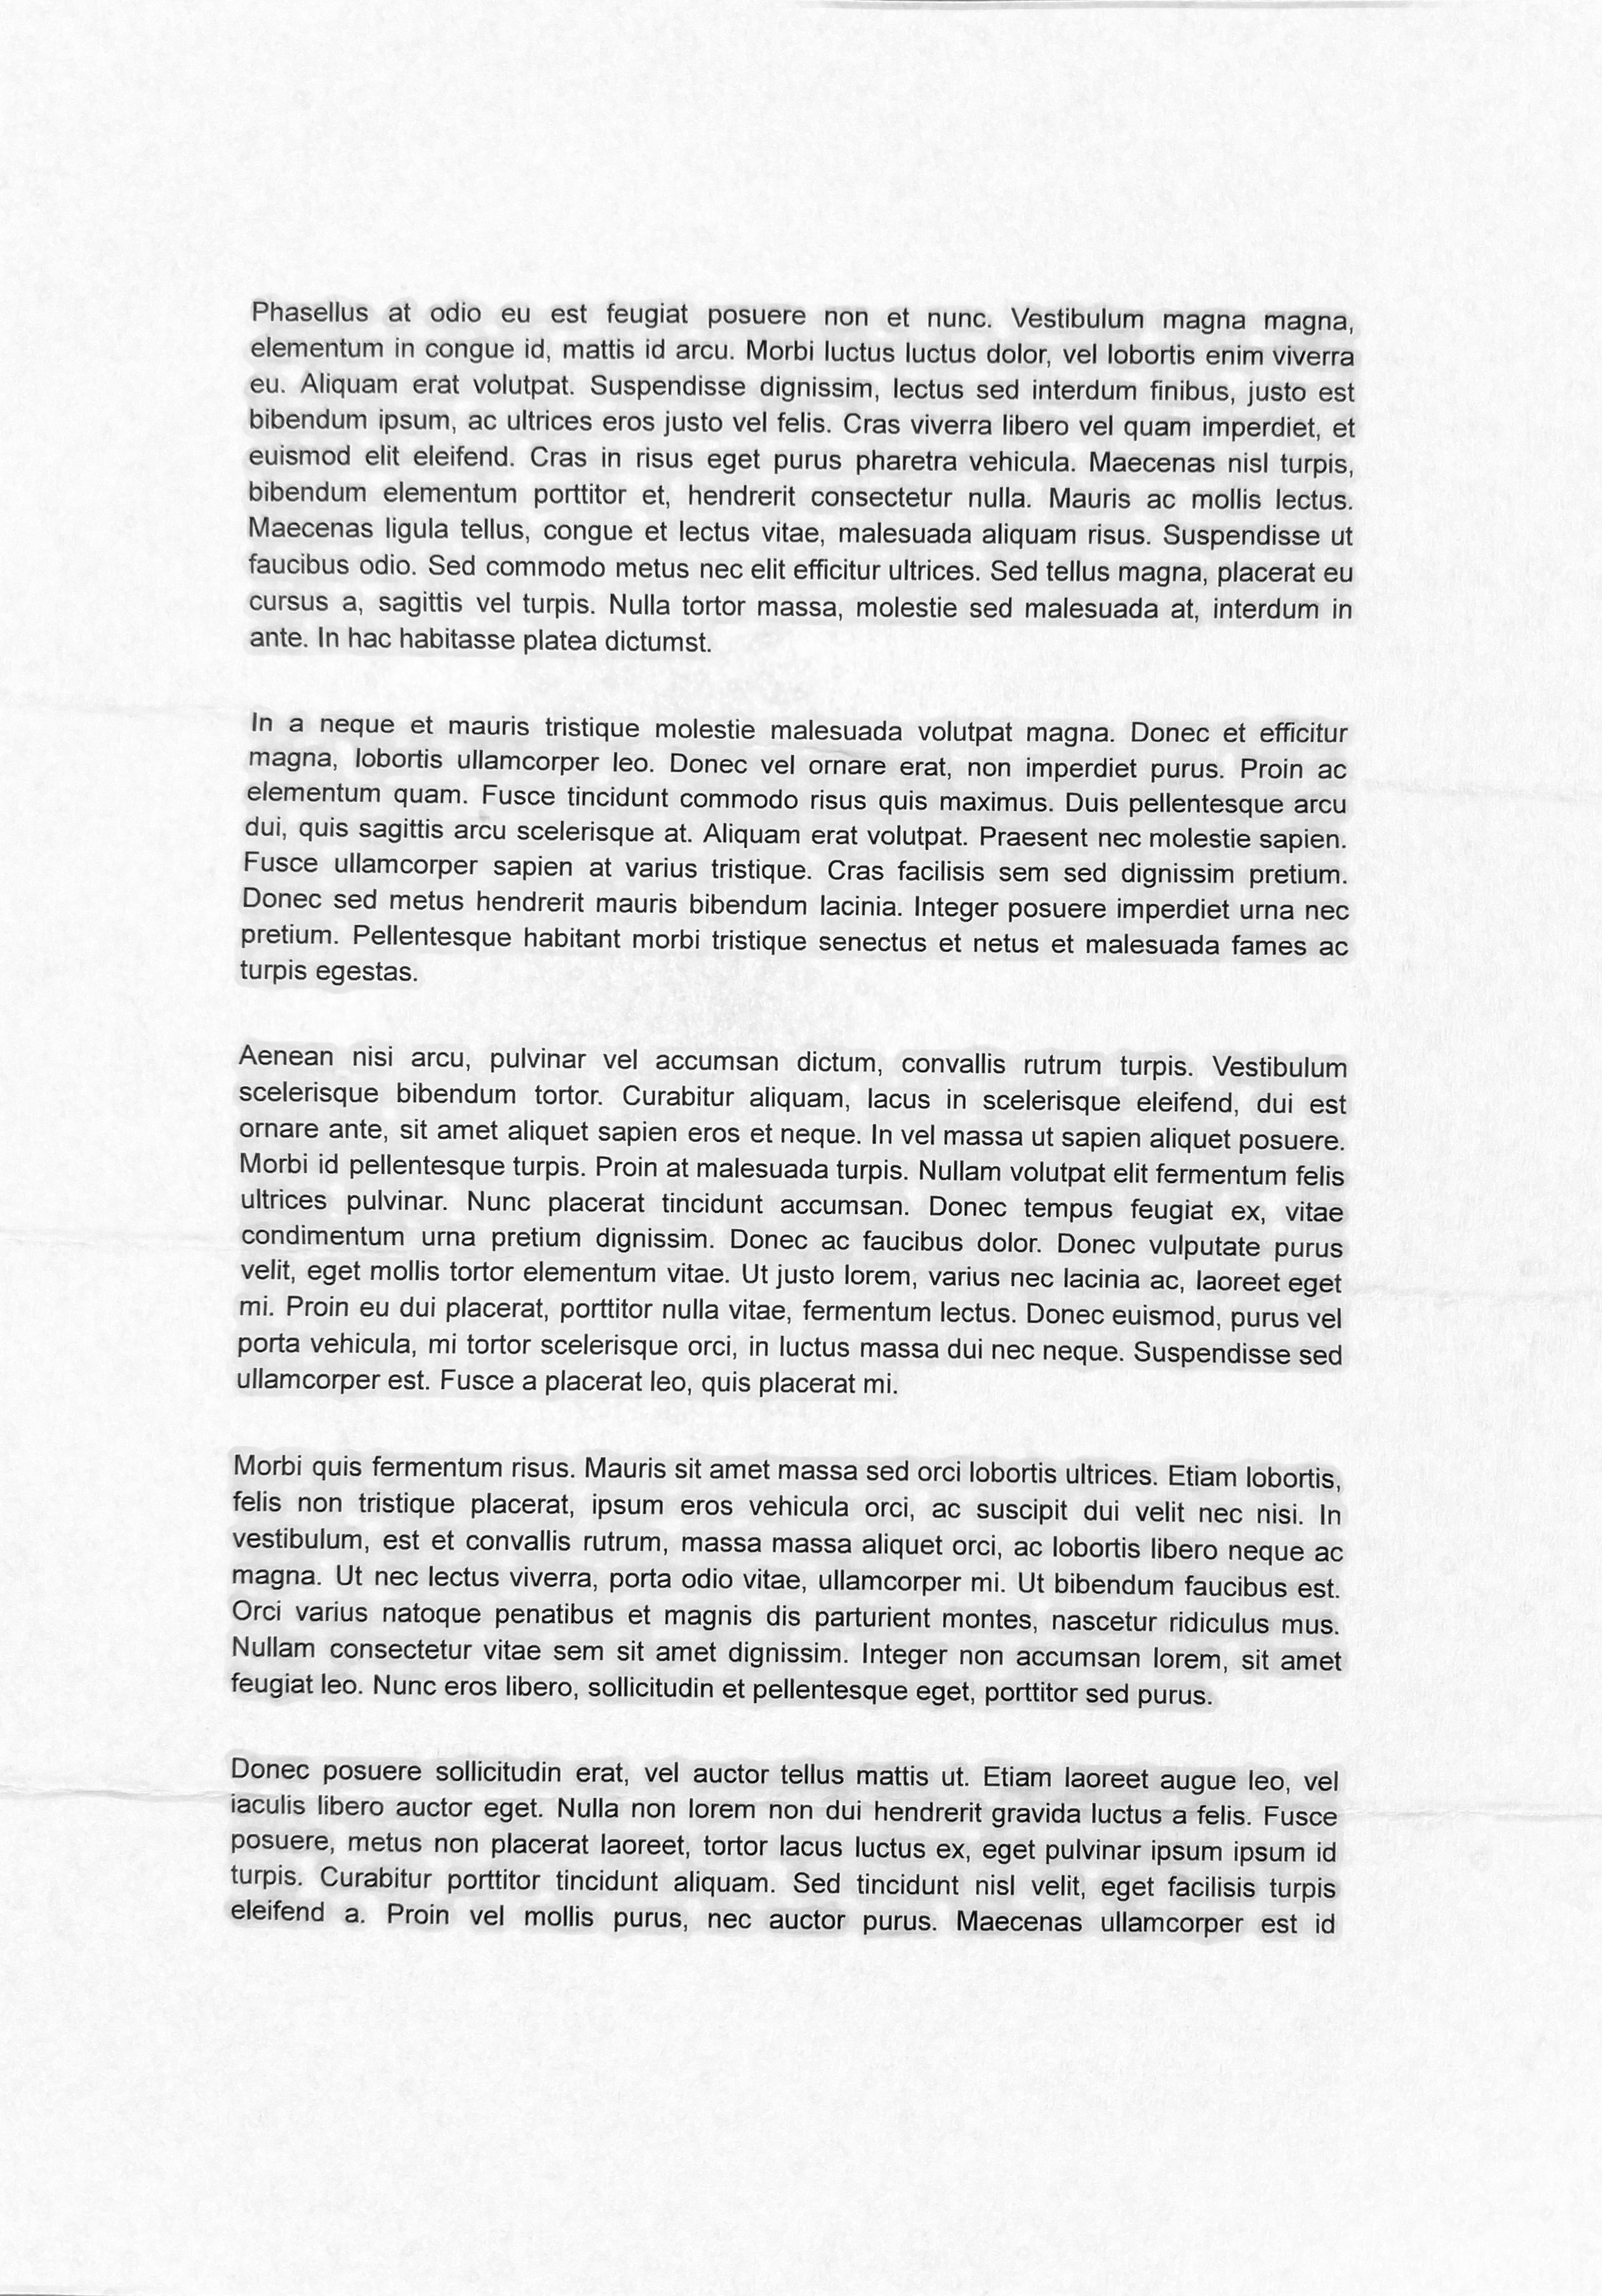 Phasellus at odio eu est feugiat posuere non et nunc. Vestibulum magna magna,
elementum in congue id, mattis id arcu. Morbi luctus luctus dolor, vel lobortis enim viverra
eu. Aliquam erat volutpat. Suspendisse dignissim, lectus sed interdum finibus, justo est
bibendum ipsum, ac ultrices eros justo vel felis. Cras viverra libero vel quam imperdiet, et
euismod elit eleifend. Cras in risus eget purus pharetra vehicula. Maecenas nisl turpis,
bibendum elementum porttitor et, hendrerit consectetur nulla. Mauris ac mollis lectus.
Maecenas ligula tellus, congue et lectus vitae, malesuada aliquam risus. Suspendisse ut
faucibus odio. Sed commodo metus nec elit efficitur ultrices. Sed tellus magna, placerat eu
cursus a, sagittis vel turpis. Nulla tortor massa, molestie sed malesuada at, interdum in
ante. In hac habitasse platea dictumst.
In a neque et mauris tristique molestie malesuada volutpat magna. Donec et efficitur
magna, lobortis ullamcorper leo. Donec vel ornare erat, non imperdiet purus. Proin ac
elementum quam. Fusce tincidunt commodo risus quis maximus. Duis pellentesque arcu
dui, quis sagittis arcu scelerisque at. Aliquam erat volutpat. Praesent nec molestie sapien.
Fusce ullamcorper sapien at varius tristique. Cras facilisis sem sed dignissim pretium.
Donec sed metus hendrerit mauris bibendum lacinia. Integer posuere imperdiet urna nec
pretium. Pellentesque habitant morbi tristique senectus et netus et malesuada fames ac
turpis egestas.
Aenean nisi arcu, pulvinar vel accumsan dictum, convallis rutrum turpis. Vestibulum
scelerisque bibendum tortor. Curabitur aliquam, lacus in scelerisque eleifend, dui est
ornare ante, sit amet aliquet sapien eros et neque. In vel massa ut sapien aliquet posuere.
Morbi id pellentesque turpis. Proin at malesuada turpis. Nullam volutpat elit fermentum felis
ultrices pulvinar. Nunc placerat tincidunt accumsan. Donec tempus feugiat ex, vitae
condimentum urna pretium dignissim. Donec ac faucibus dolor. Donec vulputate purus
velit, eget mollis tortor elementum vitae. Ut justo lorem, varius nec lacinia ac, laoreet eget
mi. Proin eu dui placerat, porttitor nulla vitae, fermentum lectus. Donec euismod, purus vel
porta vehicula, mi tortor scelerisque orci, in luctus massa dui nec neque. Suspendisse sed
ullamcorper est. Fusce a placerat leo, quis placerat mi.
Morbi quis fermentum risus. Mauris sit amet massa sed orci lobortis ultrices. Etiam lobortis,
felis non tristique placerat, ipsum eros vehicula orci, ac suscipit dui velit nec nisi. In
vestibulum, est et convallis rutrum, massa massa aliquet orci, ac lobortis libero neque ac
magna. Ut nec lectus viverra, porta odio vitae, ullamcorper mi. Ut bibendum faucibus est.
Orci varius natoque penatibus et magnis dis parturient montes, nascetur ridiculus mus.
Nullam consectetur vitae sem sit amet dignissim. Integer non accumsan lorem, sit amet
feugiat leo. Nunc eros libero, sollicitudin et pellentesque eget, porttitor sed purus.
Donec posuere sollicitudin erat, vel auctor tellus mattis ut. Etiam laoreet augue leo, vel
iaculis libero auctor eget. Nulla non lorem non dui hendrerit gravida luctus a felis. Fusce
posuere, metus non placerat laoreet, tortor lacus luctus ex, eget pulvinar ipsum ipsum id
turpis. Curabitur porttitor tincidunt aliquam. Sed tincidunt nisl velit, eget facilisis turpis
eleifend a. Proin vel mollis purus, nec auctor purus. Maecenas ullamcorper est id